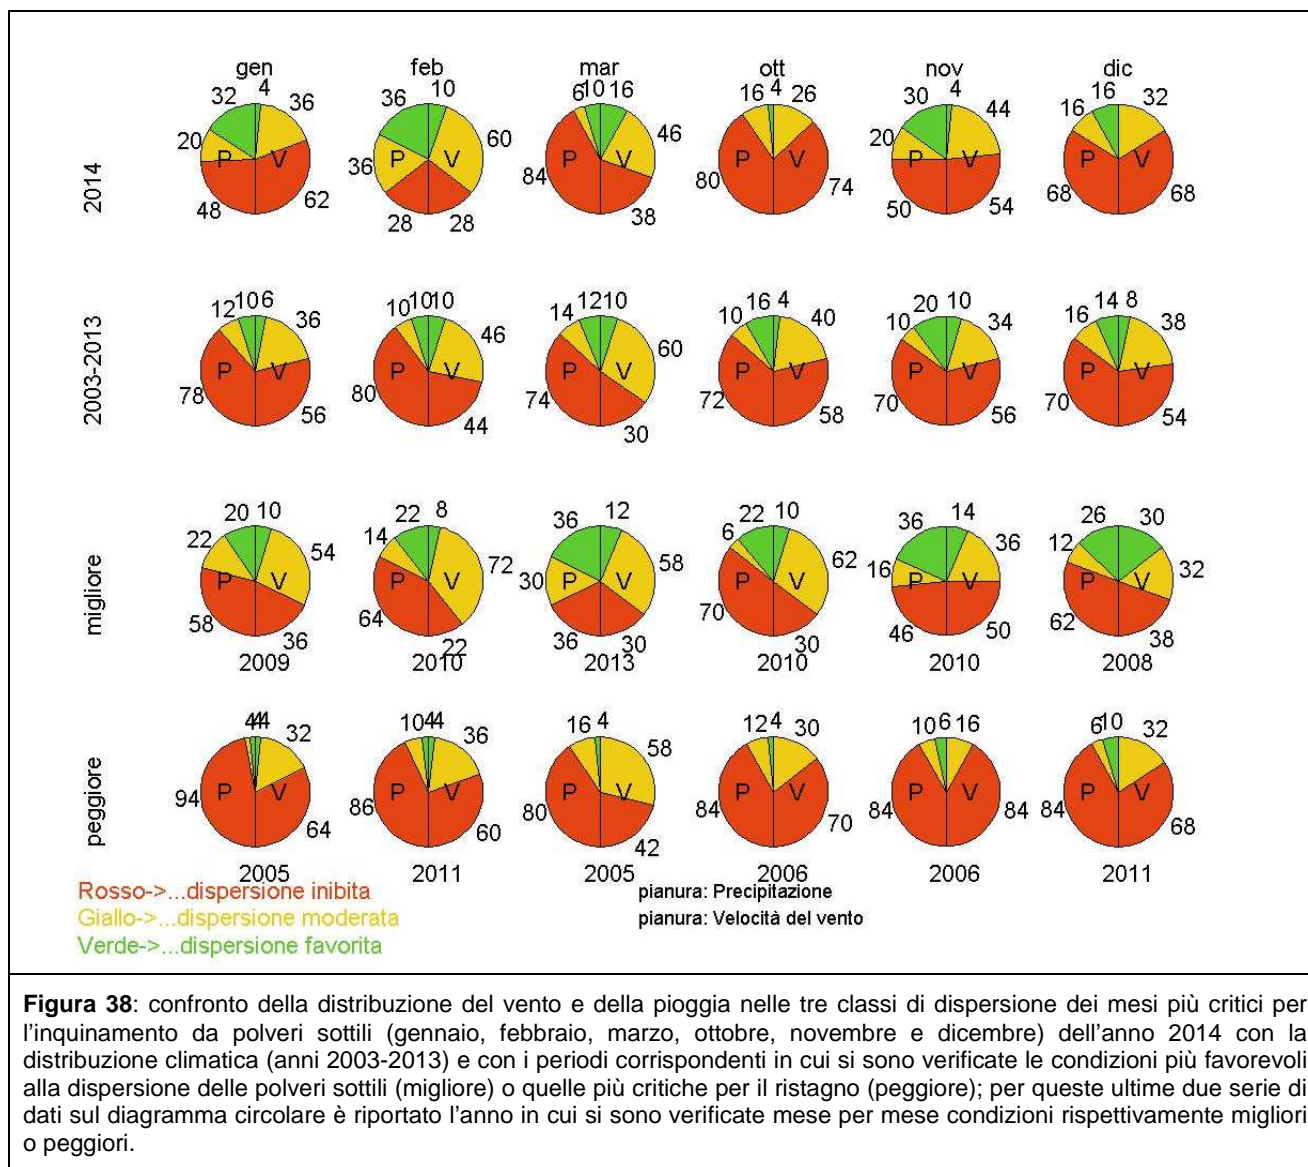 gen feb mar ott nov dic
2014
32 4 36 20 P V 48 62
36 10 60 36 P V 28 28
6 10 16 46 84 P V 38
16 4 26 80 P V 74
30 4 44 20 P V 50 54
16 32 16 P V 68 68
2003-2013
12 10 6 36 P V 78 56
10 10 10 46 P V 80 44
14 12 10 60 P V 74 30
10 16 4 40 P V 72 58
10 20 10 34 P V 70 56
16 14 8 38 P V 70 54
migliore
22 20 10 54 P V 58 36 2009
14 22 8 72 P V 64 22 2010
36 12 58 30 P V 36 30 2013
6 22 10 62 P V 70 30 2010
36 14 36 16 P V 46 50 2010
12 26 30 32 P V 62 38 2008
peggiore
4 4 4 32 P V 94 64 2005
10 4 4 36 P V 86 60 2011
16 4 58 P V 80 42 2005
12 4 30 P V 84 70 2006
10 6 16 P V 84 84 2006
6 10 32 P V 84 68 2011
Rosso->...dispersione inibita
Giallo->...dispersione moderata
Verde->...dispersione favorita
pianura: Precipitazione
pianura: Velocità del vento
Figura 38: confronto della distribuzione del vento e della pioggia nelle tre classi di dispersione dei mesi più critici per
l'inquinamento da polveri sottili (gennaio, febbraio, marzo, ottobre, novembre e dicembre) dell'anno 2014 con la
distribuzione climatica (anni 2003-2013) e con i periodi corrispondenti in cui si sono verificate le condizioni più favorevoli
alla dispersione delle polveri sottili (migliore) o quelle più critiche per il ristagno (peggiore); per queste ultime due serie di
dati sul diagramma circolare è riportato l'anno in cui si sono verificate mese per mese condizioni rispettivamente migliori
o peggiori.